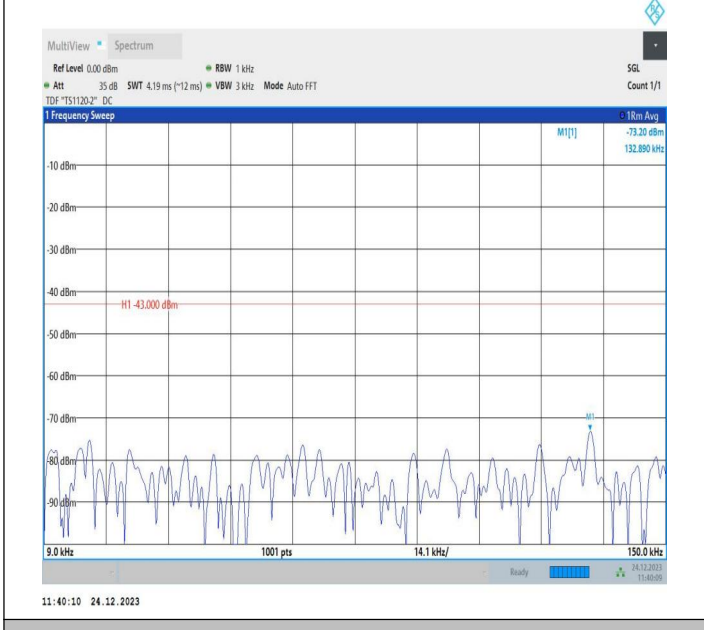 R S
MultiView Spectrum
Ref Level 0.00 dBm RBW 1 kHz SGL
Att 35 dB SWT 4.19 ms (~12 ms) VBW 3 kHz Mode Auto FFT Count 1/1
TDF "TS1120-2" DC
1 Frequency Sweep 1Rm Avg
M1[1] -73.20 dBm
132.890 kHz
-10 dBm
-20 dBm
-30 dBm
-40 dBm
H1 -43.000 dBm
-50 dBm
-60 dBm
-70 dBm
M1
-80 dBm
-90 dBm
9.0 kHz 1001 pts 14.1 kHz/ 150.0 kHz
Ready 24.12.2023
11:40:09
11:40:10 24.12.2023